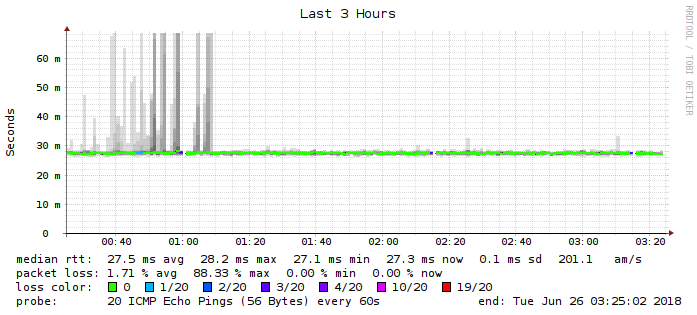 Last 3 Hours
RRDTOOL / TOBI OETIKER
Seconds
60 m
50 m
40 m
30 m
20 m
10 m
0
00:40 01:00 01:20 01:40 02:00 02:20 02:40 03:00 03:20
median rtt: 27.5 ms avg 28.2 ms max 27.1 ms min 27.3 ms now 0.1 ms sd 201.1 am/s
packet loss: 1.71 % avg 88.33 % max 0.00 % min 0.00 % now
loss color: 0 1/20 2/20 3/20 4/20 10/20 19/20
probe: 20 ICMP Echo Pings (56 Bytes) every 60s end: Tue Jun 26 03:25:02 2018